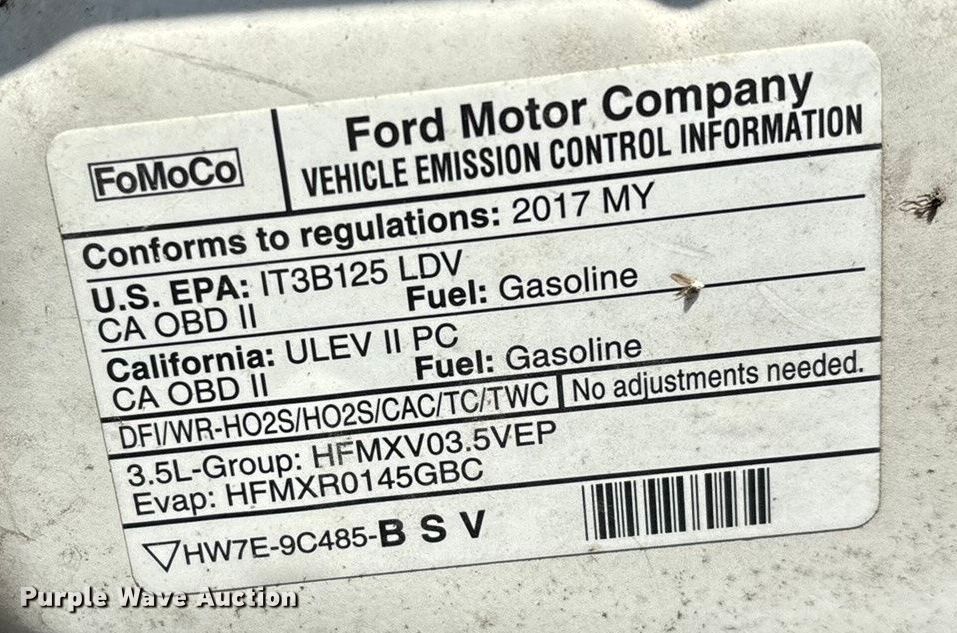 FoMoCo
Ford Motor Company
VEHICLE EMISSION CONTROL INFORMATION
Conforms to regulations: 2017 MY
U.S. EPA: IT3B125 LDV
CA OBD II Fuel: Gasoline
California: ULEV II PC
CA OBD II Fuel: Gasoline
DFI/WR-HO2S/HO2S/CAC/TC/TWC No adjustments needed.
3.5L-Group: HFMXV03.5VEP
Evap: HFMXR0145GBC
▽HW7E-9C485-B S V
Purple Wave Auction